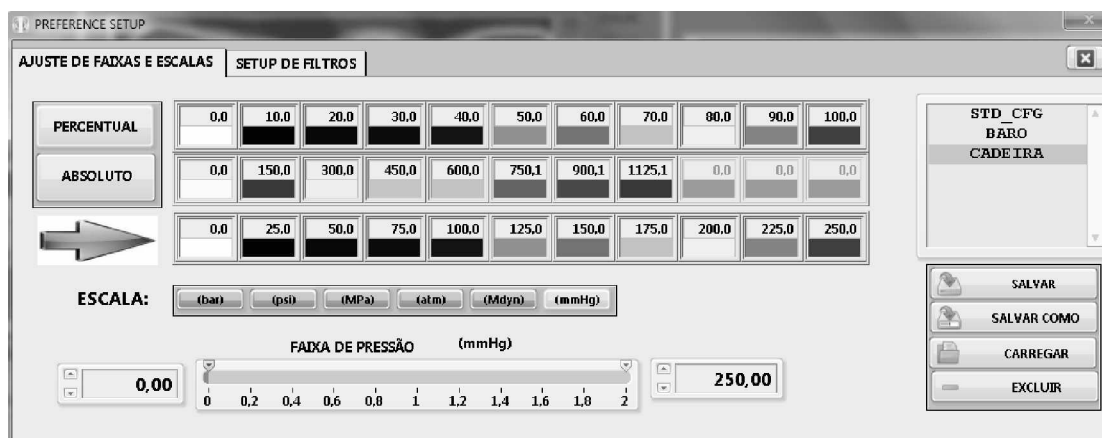 PREFERENCE SETUP
AJUSTE DE FAIXAS E ESCALAS SETUP DE FILTROS
PERCENTUAL 0,0 10,0 20,0 30,0 40,0 50,0 60,0 70,0 80,0 90,0 100,0
ABSOLUTO 0,0 150,0 300,0 450,0 600,0 750,1 900,1 1125,1 0,0 0,0 0,0
0,0 25,0 50,0 75,0 100,0 125,0 150,0 175,0 200,0 225,0 250,0
STD_CFG
BARO
CADEIRA
ESCALA: (bar) (psi) (MPa) (atm) (Mdyn) (mmHg)
FAIXA DE PRESSÃO (mmHg)
0,00
0 0,2 0,4 0,6 0,8 1 1,2 1,4 1,6 1,8 2
250,00
SALVAR
SALVAR COMO
CARREGAR
EXCLUIR